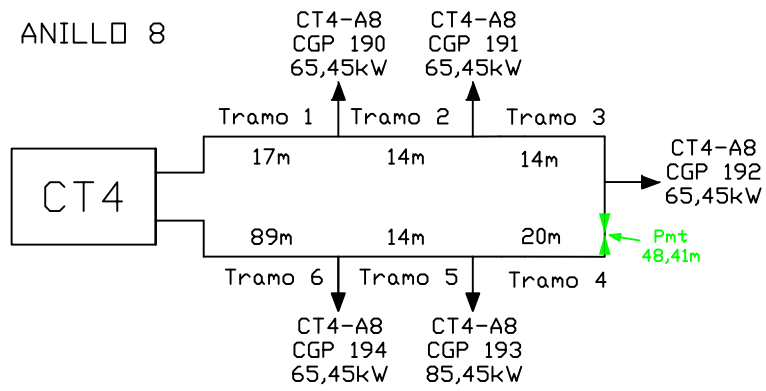 ANILLO 8
CT4-A8
CGP 190
65,45kW
CT4-A8
CGP 191
65,45kW
Tramo 1
Tramo 2
Tramo 3
17m
14m
14m
CT4-A8
CGP 192
65,45kW
CT4
89m
14m
20m
Pmt
48,41m
Tramo 6
Tramo 5
Tramo 4
CT4-A8
CGP 194
65,45kW
CT4-A8
CGP 193
85,45kW